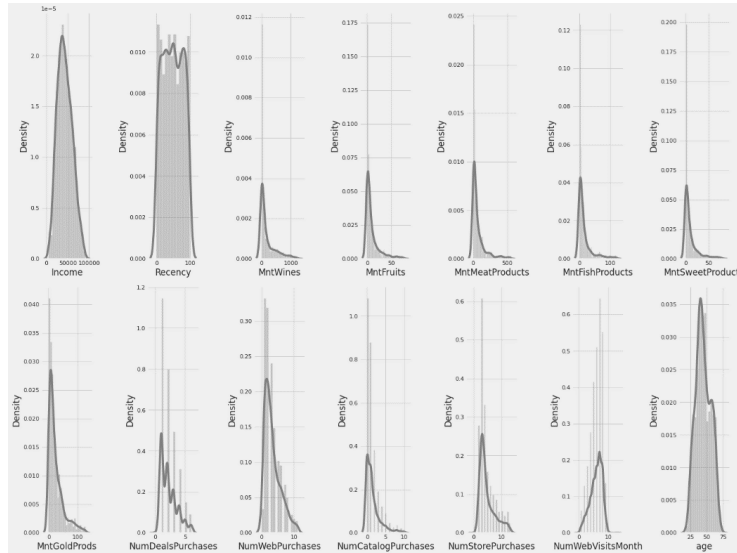 1e−5
Density Density Density Density Density Density Density
2.0 0.010 0.012 0.175 0.025 0.12 0.200
1.5 0.008 0.010 0.150 0.020 0.10 0.175
1.0 0.006 0.008 0.125 0.015 0.08 0.150
0.5 0.004 0.006 0.100 0.010 0.06 0.125
0.0 0.002 0.004 0.075 0.005 0.04 0.100
0.000 0.002 0.050 0.000 0.02 0.075
0.000 0.025 0.00 0.050
0.000 0.025
0.000
0 50000 100000 0 100 0 1000 0 50 0 500 0 100 0 50
Income Recency MntWines MntFruits MntMeatProducts MntFishProducts MntSweetProduct
Density Density Density Density Density Density Density
0.040 1.2 0.30 1.0 0.6 0.6 0.035
0.035 1.0 0.25 0.8 0.5 0.5 0.030
0.030 0.8 0.20 0.6 0.4 0.4 0.025
0.025 0.6 0.15 0.4 0.3 0.3 0.020
0.020 0.4 0.10 0.2 0.2 0.2 0.015
0.015 0.2 0.05 0.0 0.1 0.1 0.010
0.010 0.0 0.00 0.0 0.0 0.005
0.005 0.000
0.000
0 100 0 5 0 10 0 5 10 0 10 0 10 25 50 75
MntGoldProds NumDealsPurchases NumWebPurchases NumCatalogPurchases NumStorePurchases NumWebVisitsMonth age